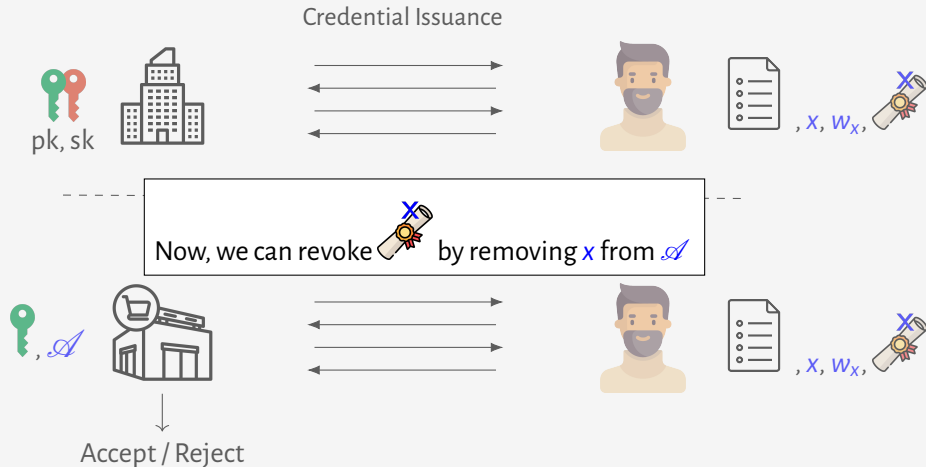 Credential Issuance
pk, sk
, x, wₓ,
x
x
Now, we can revoke by removing x from 𝒜
, 𝒜
, x, wₓ,
x
Accept / Reject